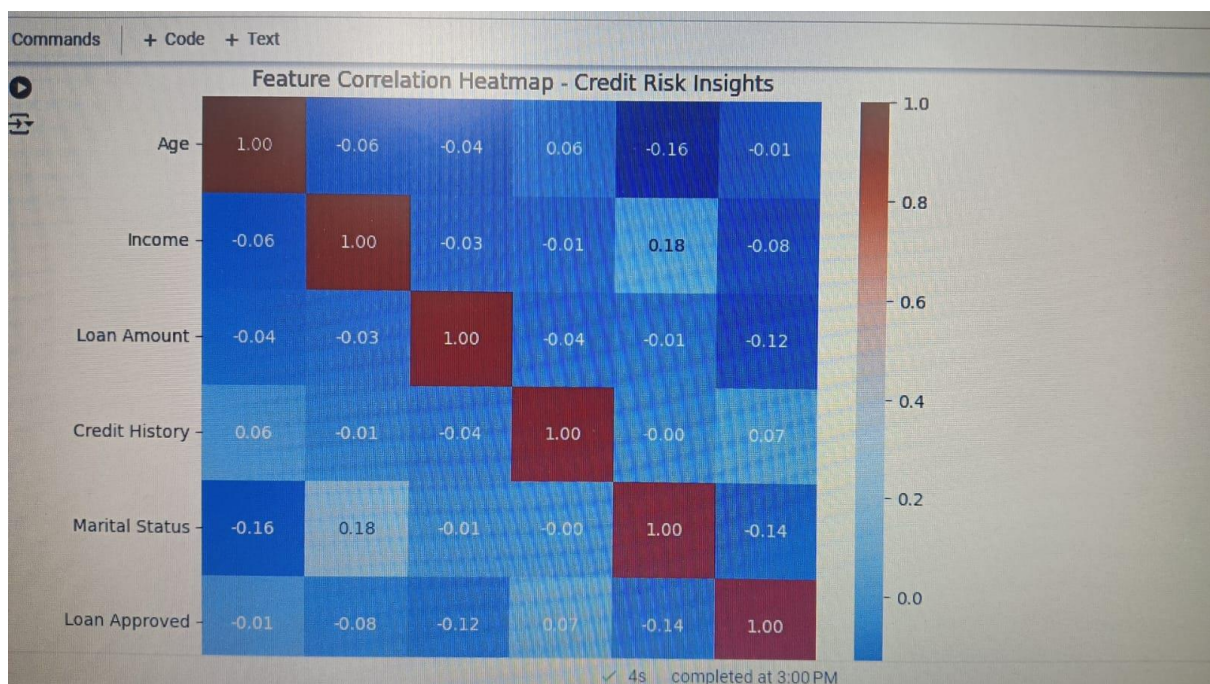 Commands + Code + Text
Feature Correlation Heatmap - Credit Risk Insights
Age 1.00 -0.06 -0.04 0.06 -0.16 -0.01
Income -0.06 1.00 -0.03 -0.01 0.18 -0.08
Loan Amount -0.04 -0.03 1.00 -0.04 -0.01 -0.12
Credit History 0.06 -0.01 -0.04 1.00 -0.00 0.07
Marital Status -0.16 0.18 -0.01 -0.00 1.00 -0.14
Loan Approved -0.01 -0.08 -0.12 0.07 -0.14 1.00
1.0
0.8
0.6
0.4
0.2
0.0
4s completed at 3:00 PM